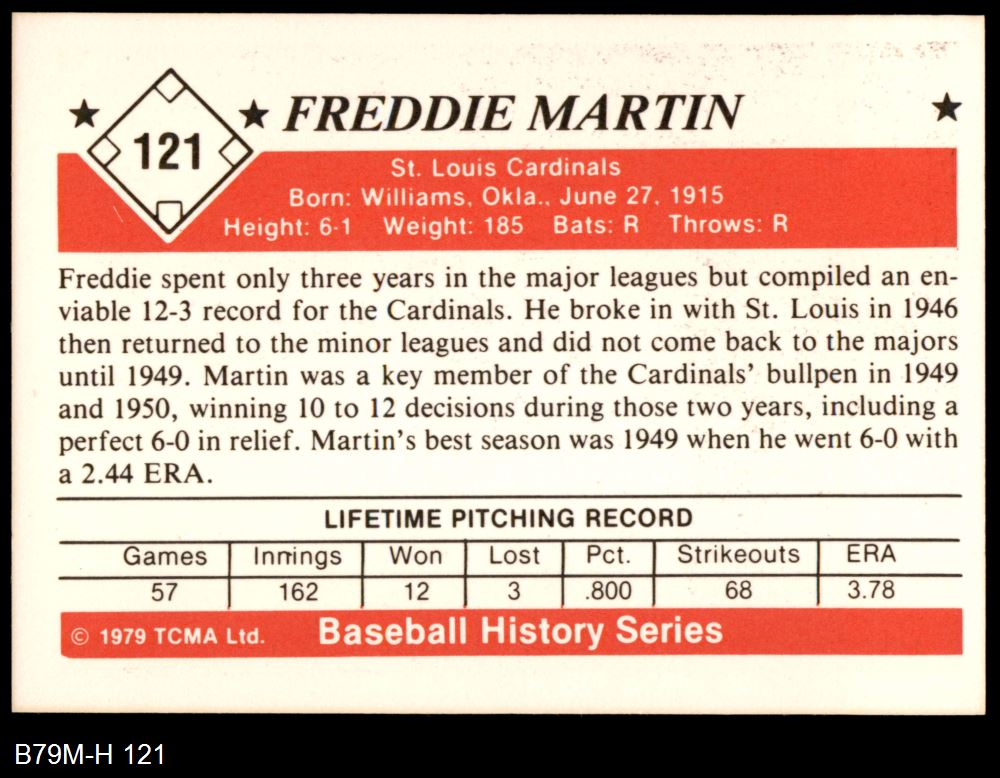 FREDDIE MARTIN
121
St. Louis Cardinals
Born: Williams, Okla., June 27, 1915
Height: 6-1 Weight: 185 Bats: R Throws: R
Freddie spent only three years in the major leagues but compiled an en-
viable 12-3 record for the Cardinals. He broke in with St. Louis in 1946
then returned to the minor leagues and did not come back to the majors
until 1949. Martin was a key member of the Cardinals' bullpen in 1949
and 1950, winning 10 to 12 decisions during those two years, including a
perfect 6-0 in relief. Martin's best season was 1949 when he went 6-0 with
a 2.44 ERA.
LIFETIME PITCHING RECORD
Games Innings Won Lost Pct. Strikeouts ERA
57 162 12 3 .800 68 3.78
© 1979 TCMA Ltd. Baseball History Series
B79M-H 121